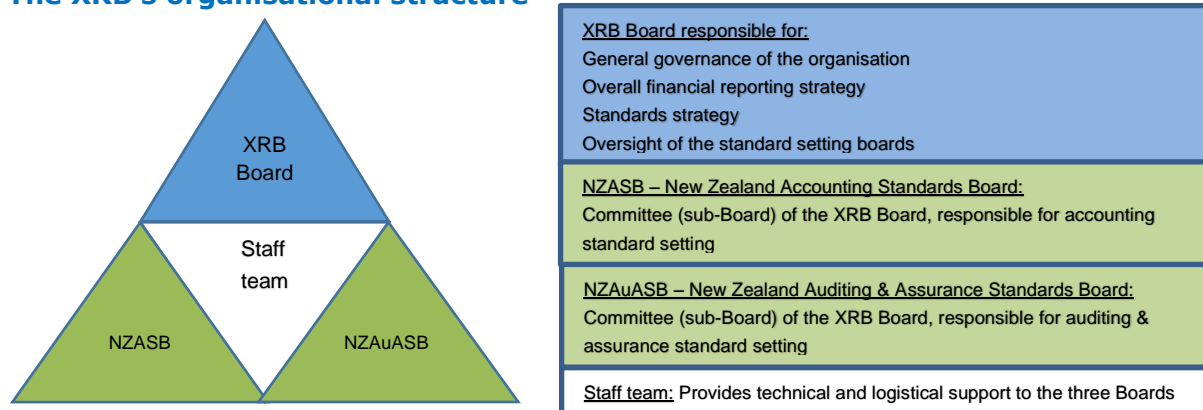 The XRB's organisational structure
XRB
Board
Staff
team
NZASB
NZAuASB
XRB Board responsible for:
General governance of the organisation
Overall financial reporting strategy
Standards strategy
Oversight of the standard setting boards
NZASB – New Zealand Accounting Standards Board:
Committee (sub-Board) of the XRB Board, responsible for accounting
standard setting
NZAuASB – New Zealand Auditing & Assurance Standards Board:
Committee (sub-Board) of the XRB Board, responsible for auditing &
assurance standard setting
Staff team: Provides technical and logistical support to the three Boards